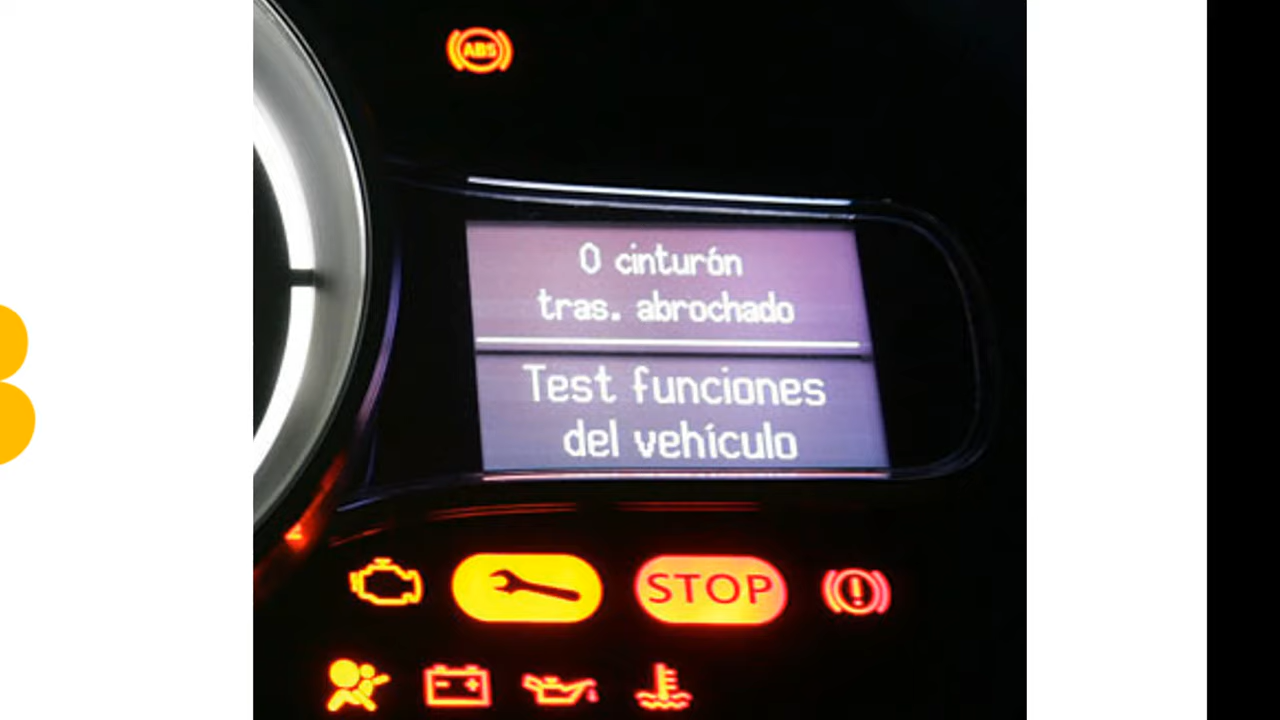 ABS
0 cinturón
tras. abrochado
Test funciones
del vehículo
STOP